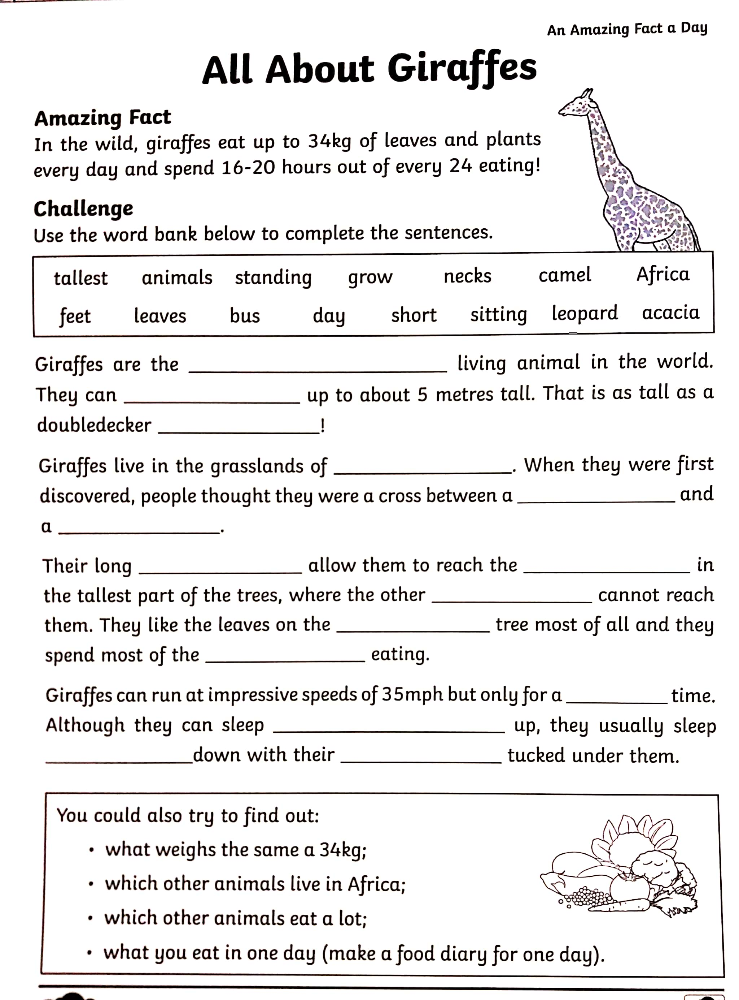 An Amazing Fact a Day
All About Giraffes
Amazing Fact
In the wild, giraffes eat up to 34kg of leaves and plants
every day and spend 16-20 hours out of every 24 eating!
Challenge
Use the word bank below to complete the sentences.
tallest animals standing grow necks camel Africa
feet leaves bus day short sitting leopard acacia
Giraffes are the ____________ living animal in the world.
They can ____________ up to about 5 metres tall. That is as tall as a
doubledecker ____________!
Giraffes live in the grasslands of ____________. When they were first
discovered, people thought they were a cross between a ____________ and
a ____________.
Their long ____________ allow them to reach the ____________ in
the tallest part of the trees, where the other ____________ cannot reach
them. They like the leaves on the ____________ tree most of all and they
spend most of the ____________ eating.
Giraffes can run at impressive speeds of 35mph but only for a ____________ time.
Although they can sleep ____________ up, they usually sleep
____________down with their ____________ tucked under them.
You could also try to find out:
• what weighs the same a 34kg;
• which other animals live in Africa;
• which other animals eat a lot;
• what you eat in one day (make a food diary for one day).